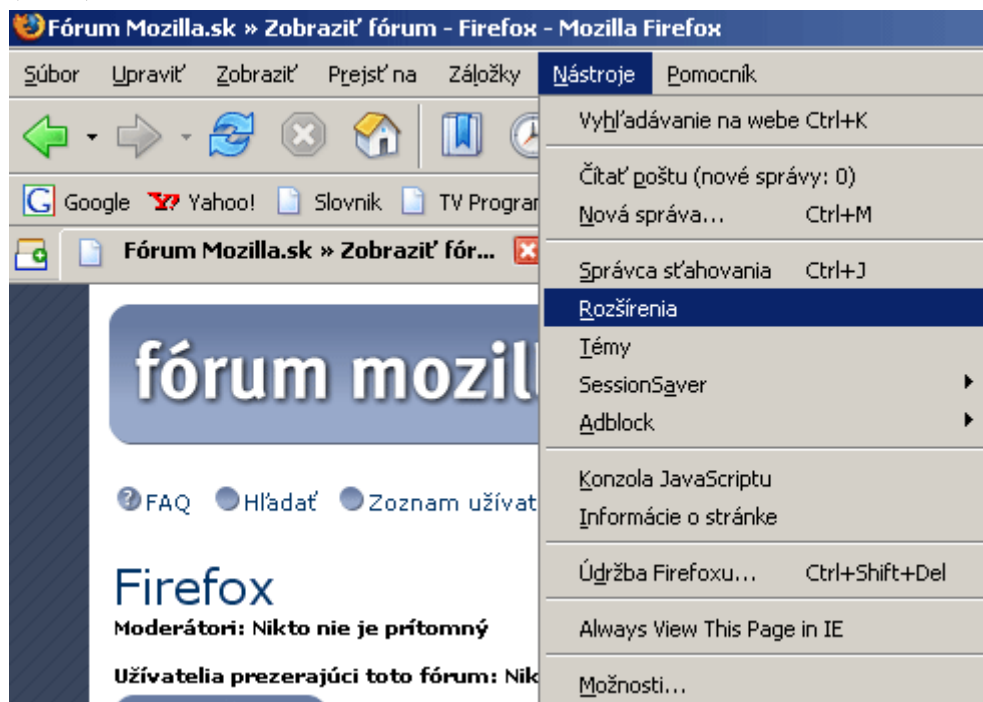 Fórum Mozilla.sk » Zobraziť fórum - Firefox - Mozilla Firefox
Súbor Upraviť Zobraziť Prejsť na Záložky Nástroje Pomocník
Google Yahoo! Slovnik TV Progra
Fórum Mozilla.sk » Zobraziť fór...
Vyhľadávanie na webe Ctrl+K
Čítať poštu (nové správy: 0)
Nová správa... Ctrl+M
Správca sťahovania Ctrl+J
Rozšírenia
Témy
SessionSaver
Adblock
Konzola JavaScriptu
Informácie o stránke
Údržba Firefoxu... Ctrl+Shift+Del
Always View This Page in IE
Možnosti...
fórum mozill
FAQ Hľadať Zoznam užívat
Firefox
Moderátori: Nikto nie je prítomný
Užívatelia prezerajúci toto fórum: Nik